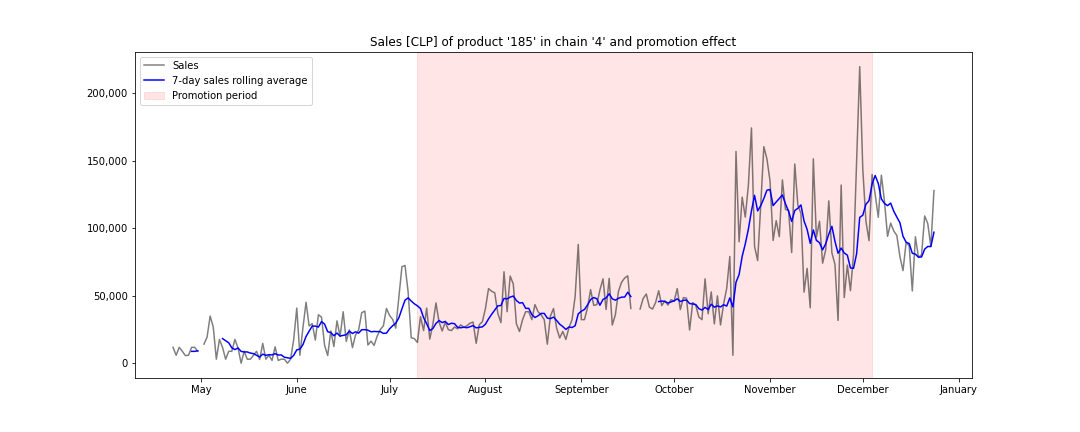 Sales [CLP] of product '185' in chain '4' and promotion effect
Sales
7-day sales rolling average
Promotion period
200,000
150,000
100,000
50,000
0
May June July August September October November December January